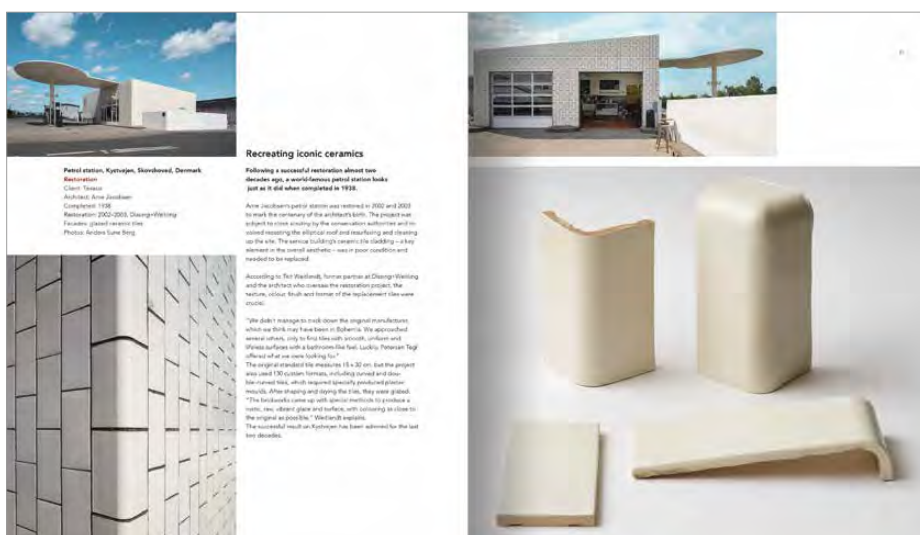 Petrol station, Kystvejen, Skovshoved, Denmark
Restoration
Client: Texaco
Architect: Arne Jacobsen
Completed: 1938
Restoration: 2002–2003, Dissing+Weitling
Facades: glazed ceramic tiles
Photos: Anders Sune Berg
Recreating iconic ceramics
Following a successful restoration almost two
decades ago, a world-famous petrol station looks
just as it did when completed in 1938.
Arne Jacobsen's petrol station was restored in 2002 and 2003
to mark the centenary of the architect's birth. The project was
subject to close scrutiny by the conservation authorities and in-
volved recasting the elliptical roof and resurfacing and cleaning
up the site. The service building's ceramic tile cladding – a key
element in the overall aesthetic – was in poor condition and
needed to be replaced.
According to Teit Weitlandt, former partner at Dissing+Weitling
and the architect who oversaw the restoration project, the
texture, colour, finish and format of the replacement tiles were
crucial.
"We didn't manage to track down the original manufacturer,
which we think may have been in Bohemia. We approached
several others, only to find tiles with smooth, uniform and
lifeless surfaces with a bathroom-like feel. Luckily, Petersen Tegl
offered what we were looking for."
The original standard tile measures 15 x 30 cm, but the project
also used 130 custom formats, including curved and dou-
ble-curved tiles, which required specially produced plaster
moulds. After shaping and drying the tiles, they were glazed.
"The brickworks came up with special methods to produce a
rustic, raw, vibrant glaze and surface, with colouring as close to
the original as possible," Weitlandt explains.
The successful result on Kystvejen has been admired for the last
two decades.